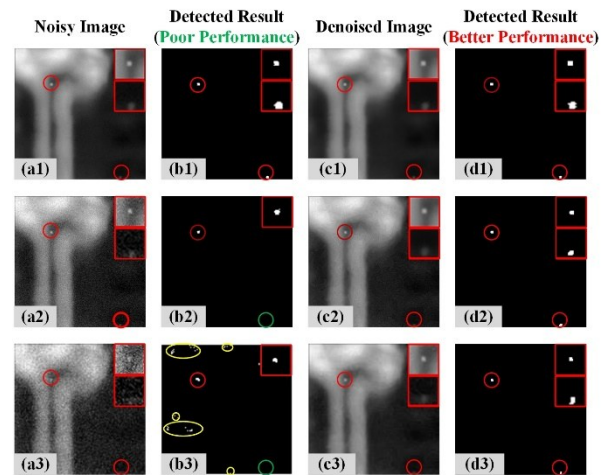 Noisy Image
Detected Result
(Poor Performance)
Denoised Image
Detected Result
(Better Performance)
(a1)
(b1)
(c1)
(d1)
(a2)
(b2)
(c2)
(d2)
(a3)
(b3)
(c3)
(d3)